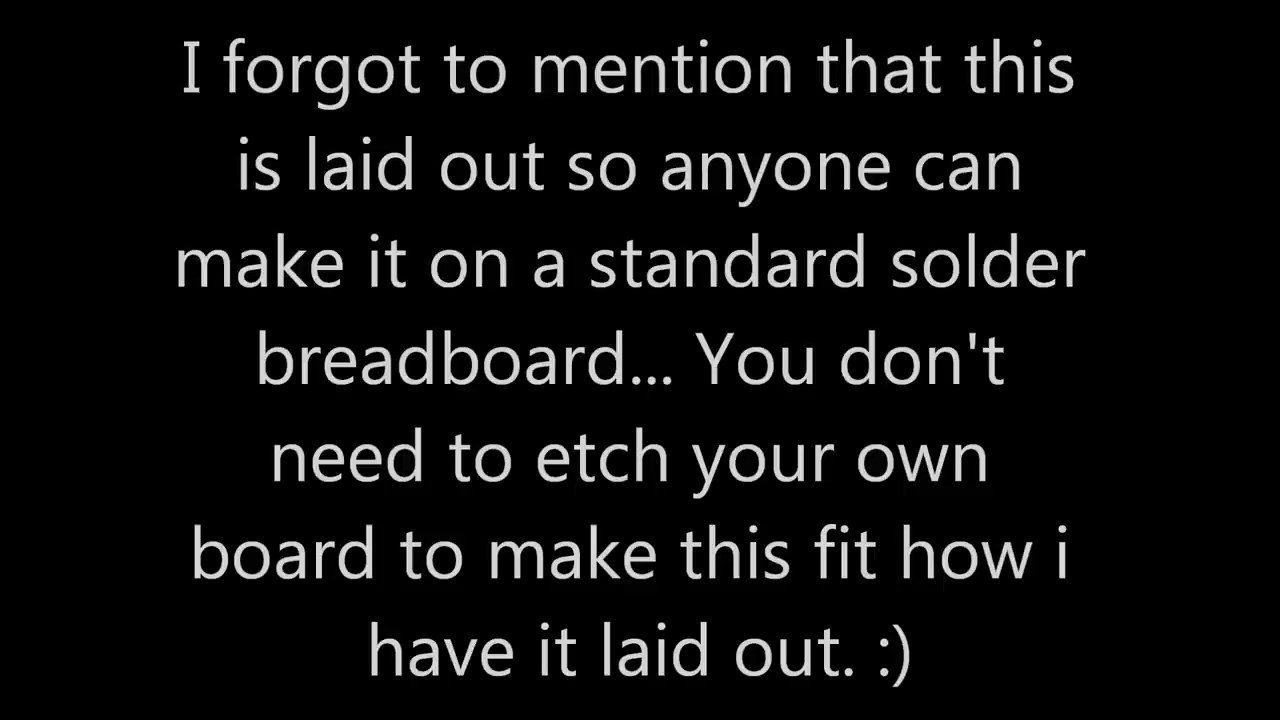 I forgot to mention that this
is laid out so anyone can
make it on a standard solder
breadboard... You don't
need to etch your own
board to make this fit how i
have it laid out. :)